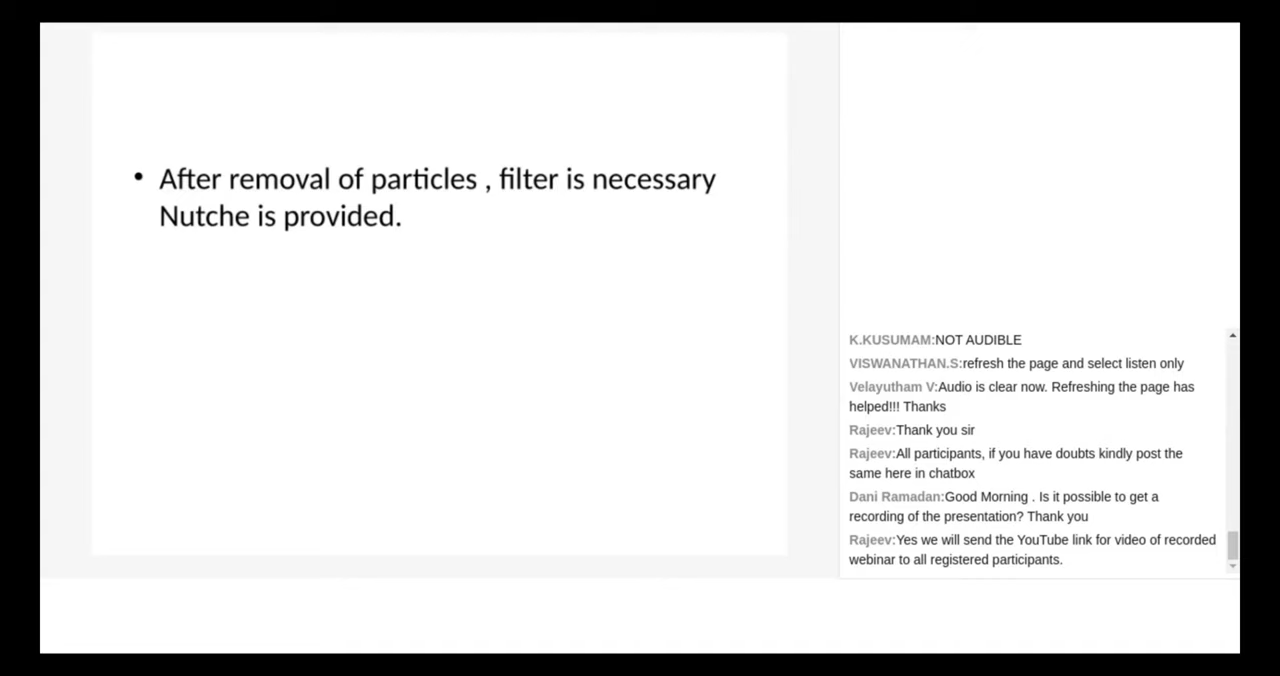 • After removal of particles , filter is necessary
Nutche is provided.
K.KUSUMAM:NOT AUDIBLE
VISWANATHAN.S:refresh the page and select listen only
Velayutham V:Audio is clear now. Refreshing the page has
helped!!! Thanks
Rajeev:Thank you sir
Rajeev:All participants, if you have doubts kindly post the
same here in chatbox
Dani Ramadan:Good Morning . Is it possible to get a
recording of the presentation? Thank you
Rajeev:Yes we will send the YouTube link for video of recorded
webinar to all registered participants.